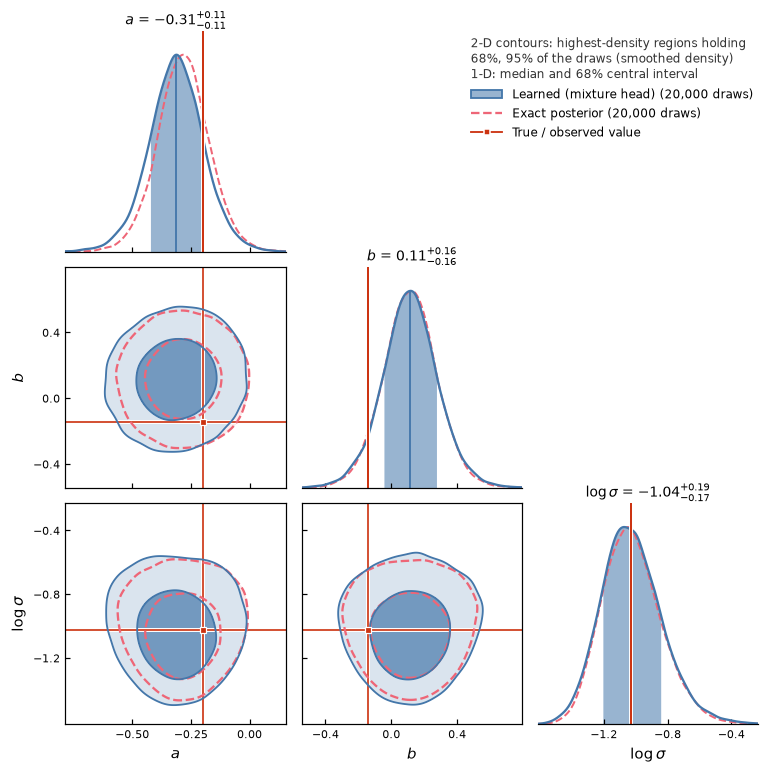 a = −0.31+0.11−0.11
2-D contours: highest-density regions holding
68%, 95% of the draws (smoothed density)
1-D: median and 68% central interval
Learned (mixture head) (20,000 draws)
Exact posterior (20,000 draws)
True / observed value
b = 0.11+0.16−0.16
b
0.4
0.0
−0.4
log σ = −1.04+0.19−0.17
log σ
−0.4
−0.8
−1.2
−0.50 −0.25 0.00
a
−0.4 0.0 0.4
b
−1.2 −0.8 −0.4
log σ